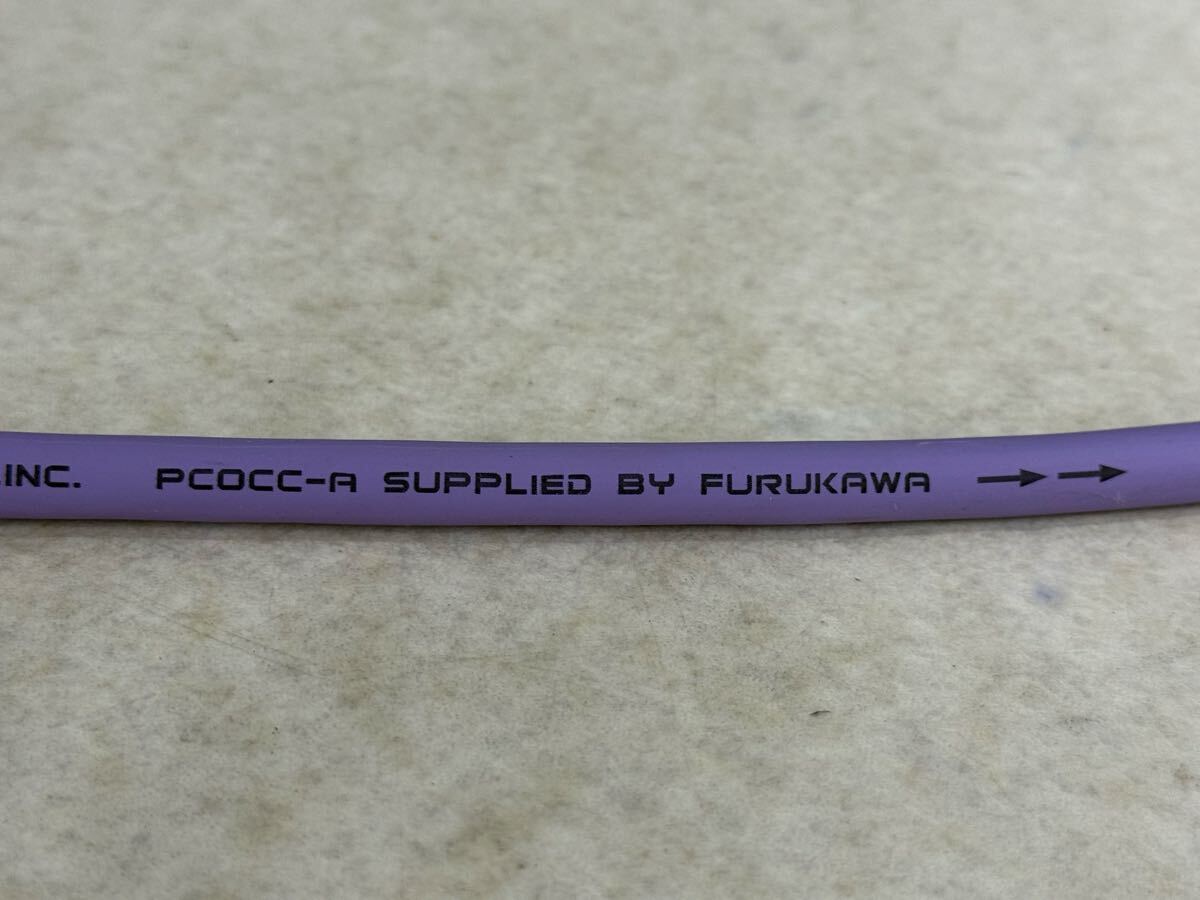 .INC. PCOCC-A SUPPLIED BY FURUKAWA →→